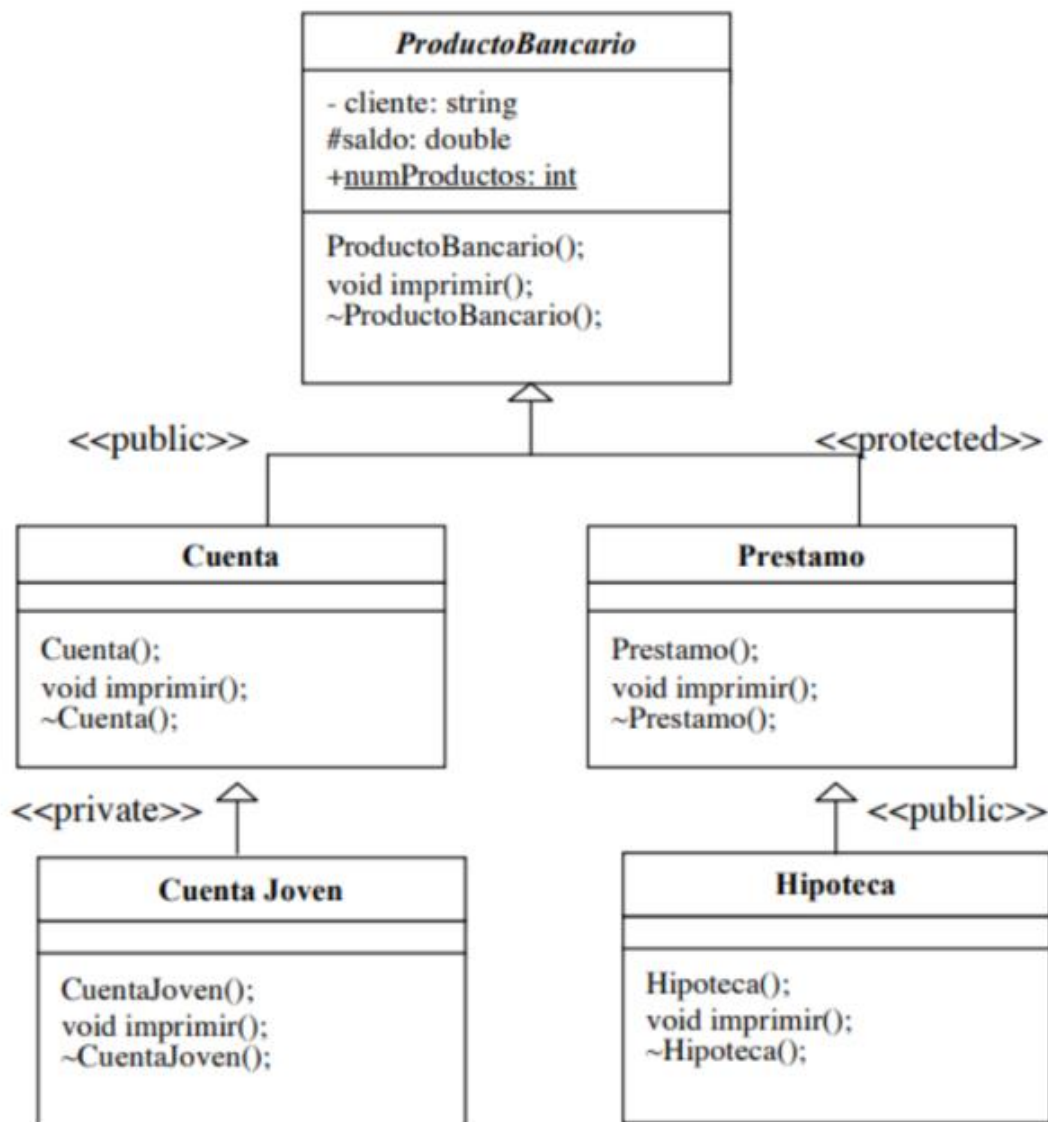 ProductoBancario
- cliente: string
#saldo: double
+numProductos: int
ProductoBancario();
void imprimir();
~ProductoBancario();
<<public>>
<<protected>>
Cuenta
Cuenta();
void imprimir();
~Cuenta();
Prestamo
Prestamo();
void imprimir();
~Prestamo();
<<private>>
<<public>>
Cuenta Joven
CuentaJoven();
void imprimir();
~CuentaJoven();
Hipoteca
Hipoteca();
void imprimir();
~Hipoteca();